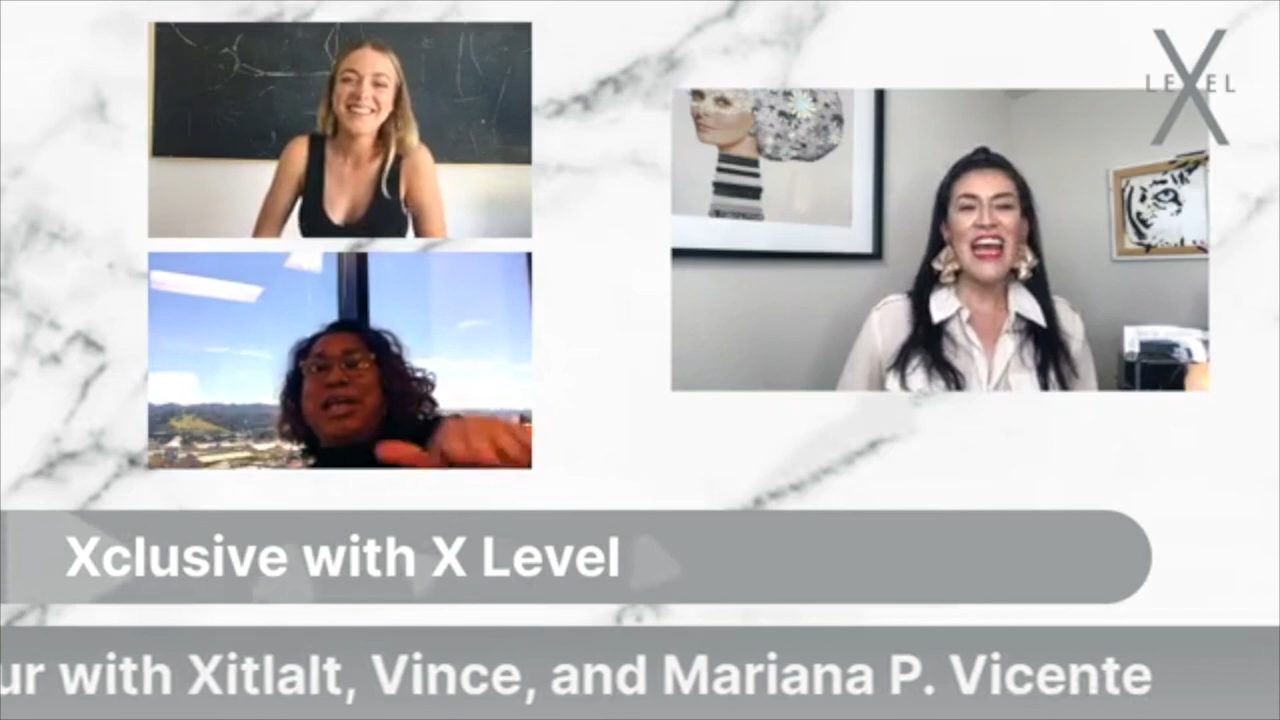 X
LEVEL
Xclusive with X Level
ur with Xitlalt, Vince, and Mariana P. Vicente